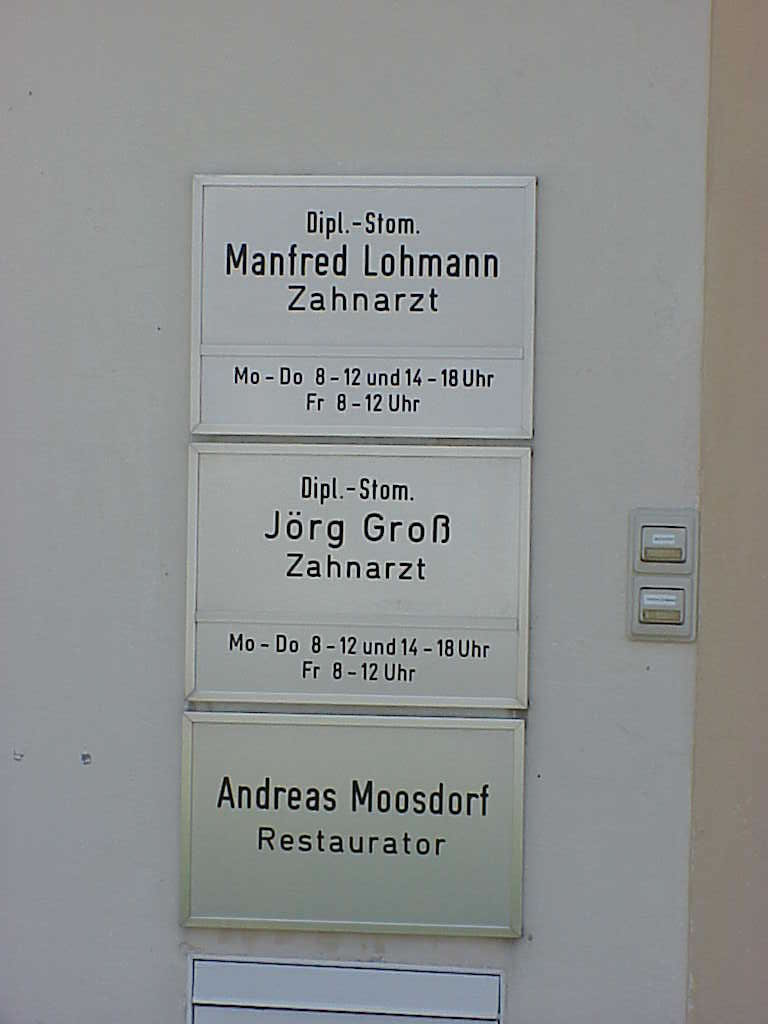 Dipl.-Stom.
Manfred Lohmann
Zahnarzt
Mo - Do 8 - 12 und 14 - 18 Uhr
Fr 8 - 12 Uhr
Dipl.-Stom.
Jörg Groß
Zahnarzt
Mo - Do 8 - 12 und 14 - 18 Uhr
Fr 8 - 12 Uhr
Andreas Moosdorf
Restaurator